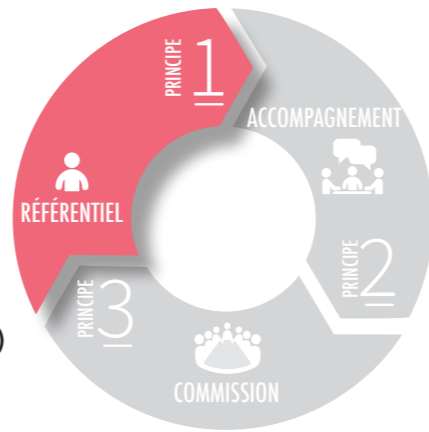 PRINCIPE 1
RÉFÉRENTIEL
ACCOMPAGNEMENT
PRINCIPE 2
PRINCIPE 3
COMMISSION
)